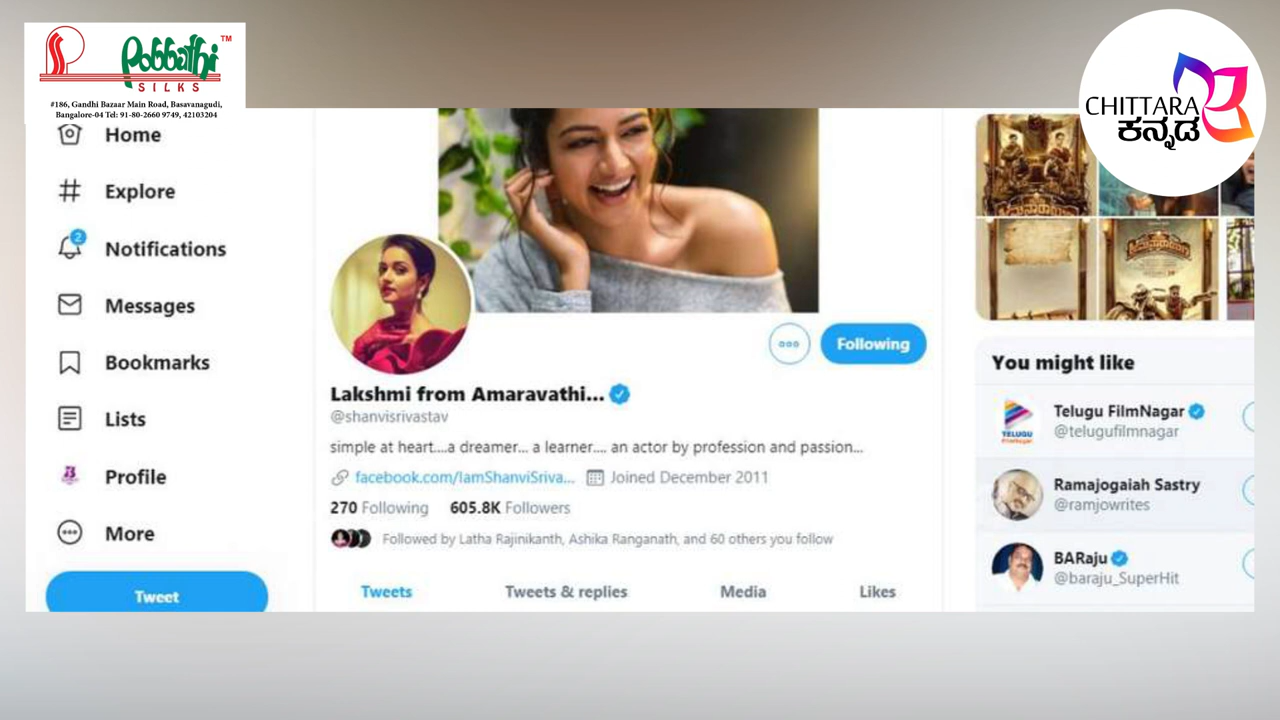 Pobbathi TM
SILKS
#186, Gandhi Bazaar Main Road, Basavanagudi,
Bangalore-04 Tel: 91-80-2660 9749, 42103204
CHITTARA
ಕನ್ನಡ
Home
Explore
2
Notifications
Messages
Bookmarks
Lists
Profile
More
Tweet
Following
Lakshmi from Amaravathi...
@shanvisrivastav
simple at heart....a dreamer... a learner.... an actor by profession and passion...
facebook.com/IamShanviSriva...
Joined December 2011
270 Following
605.8K Followers
Followed by Latha Rajinikanth, Ashika Ranganath, and 60 others you follow
Tweets
Tweets & replies
Media
Likes
You might like
TELUGU
Telugu FilmNagar
@telugufilmnagar
Ramajogaiah Sastry
@ramjowrites
BARaju
@baraju_SuperHit